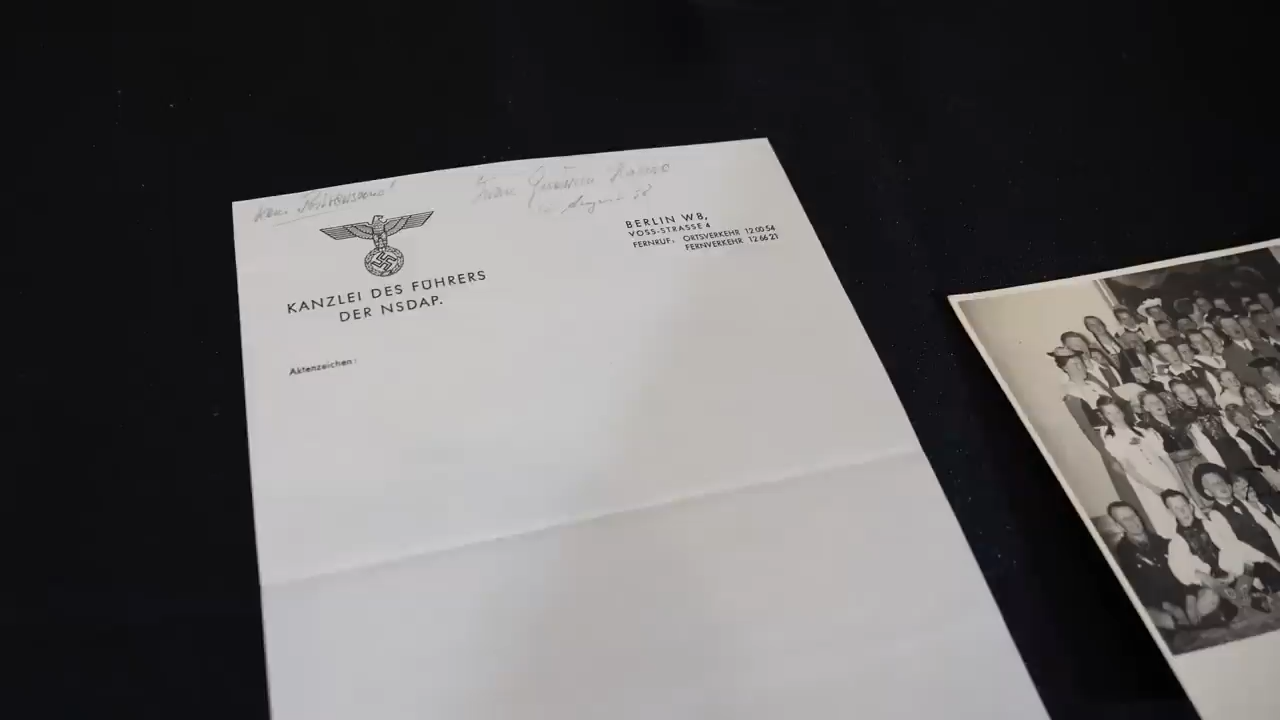 BERLIN W8,
VOSS-STRASSE 4
FERNRUF: ORTSVERKEHR 12 00 54
FERNVERKEHR 12 66 21
KANZLEI DES FÜHRERS
DER NSDAP.
Aktenzeichen: